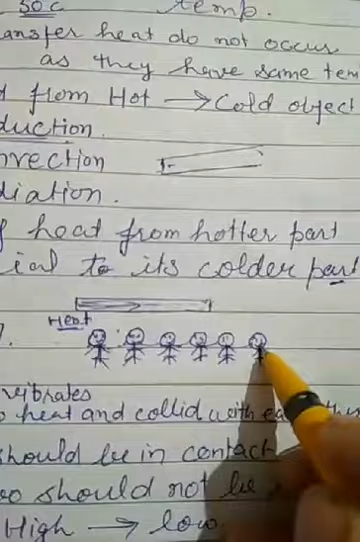 50c temp.
ansfer heat do not occur
as they have same tem
from Hot → Cold object
duction.
nvection
diation.
heat from hotter part
ial to its colder part
Heat
vibrates
heat and collid with ea
should be in contact
oo should not be
High → low